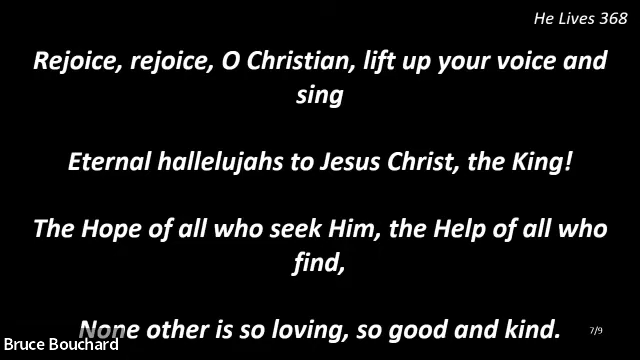 He Lives 368
Rejoice, rejoice, O Christian, lift up your voice and
sing
Eternal hallelujahs to Jesus Christ, the King!
The Hope of all who seek Him, the Help of all who
find,
None other is so loving, so good and kind.
7/9
Bruce Bouchard